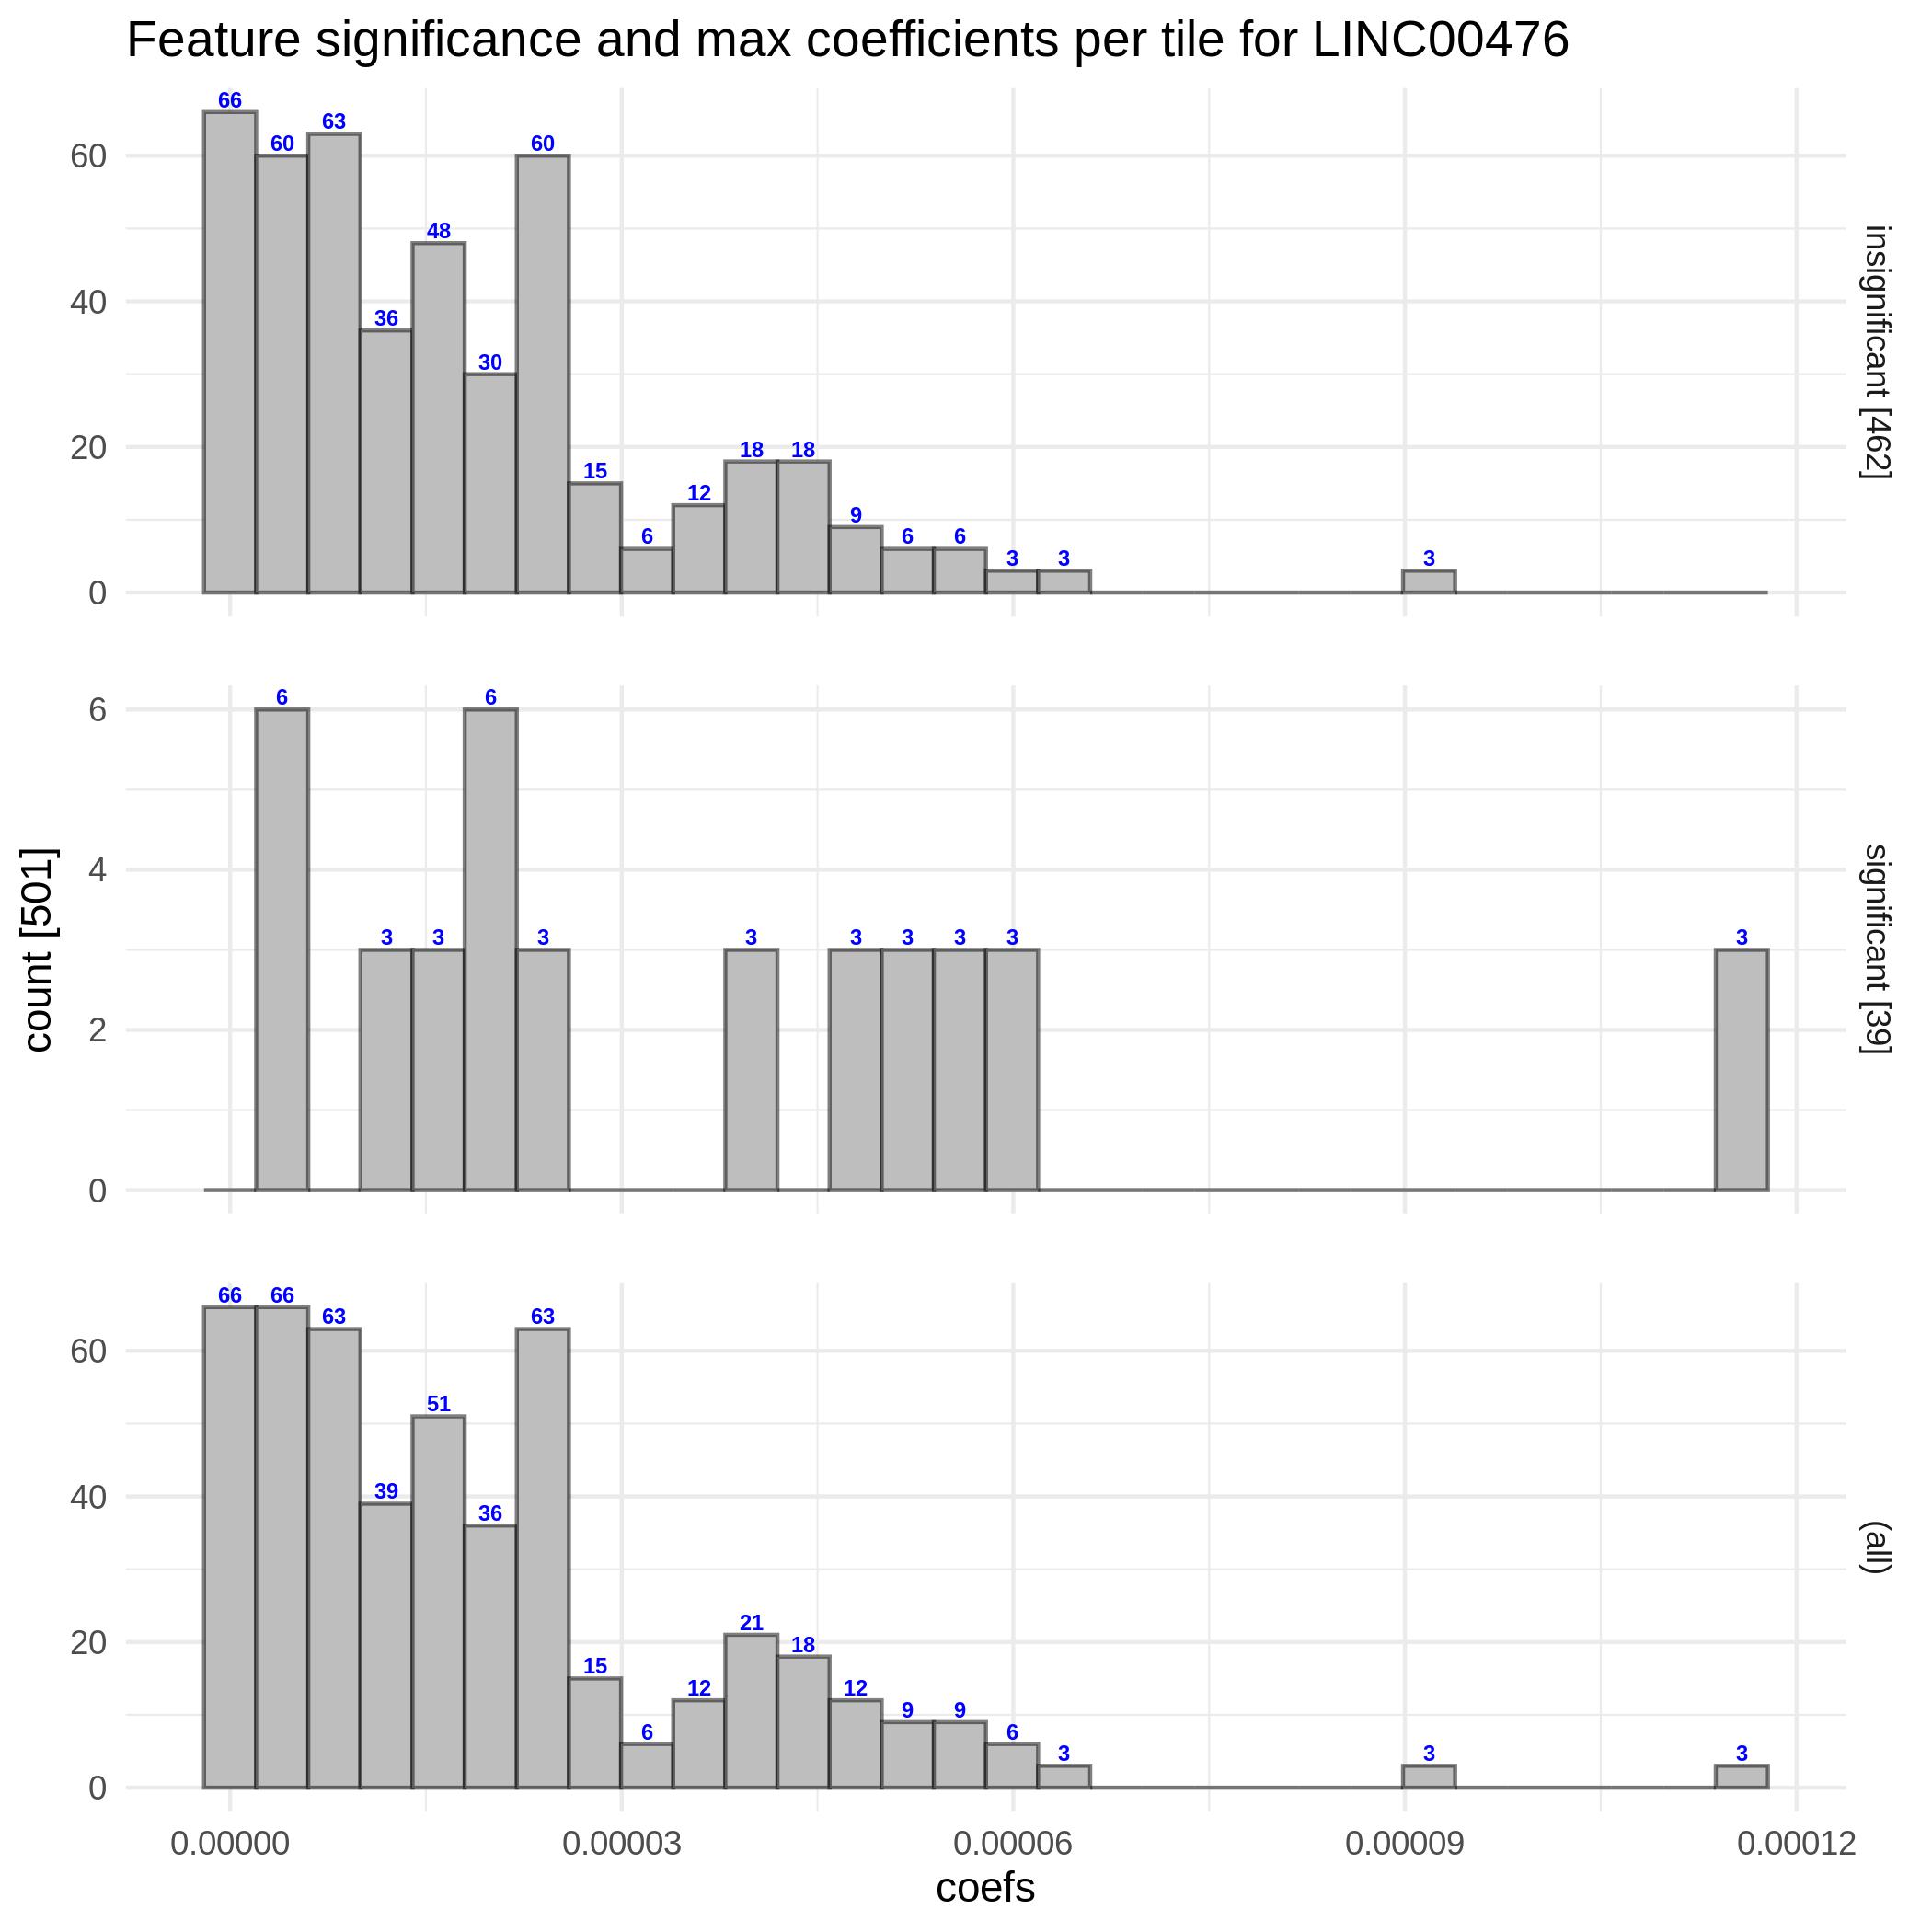 Feature significance and max coefficients per tile for LINC00476
66 60 63 36 48 30 60 15 6 12 18 18 9 6 6 3 3 3
60
40
20
0
insignificant [462]
6 3 3 6 3 3 3 3 3 3 3
6
4
2
0
significant [39]
count [501]
66 66 63 39 51 36 63 15 6 12 21 18 12 9 9 6 3 3 3
60
40
20
0
(all)
0.00000 0.00003 0.00006 0.00009 0.00012
coefs